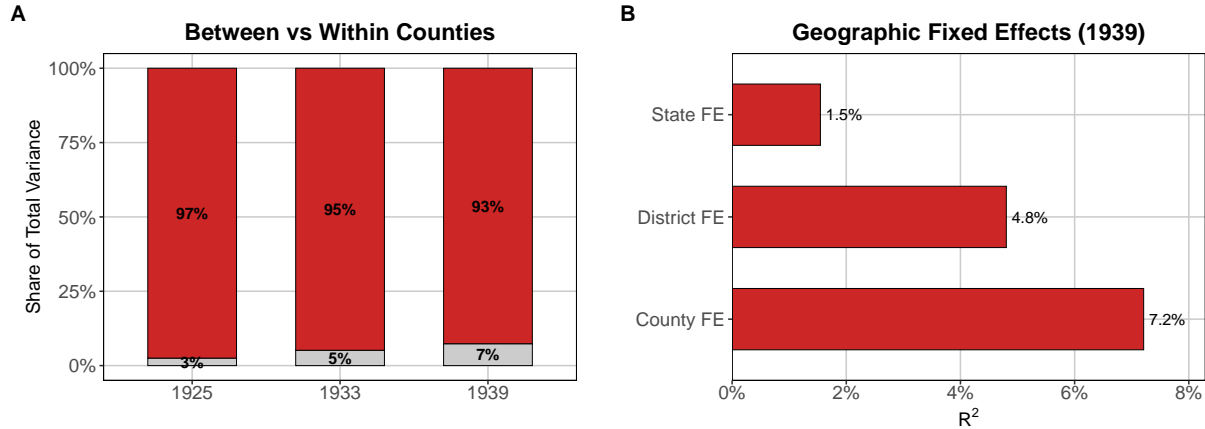 A
Between vs Within Counties
Share of Total Variance
100%
75%
50%
25%
0%
97%
95%
93%
3%
5%
7%
1925
1933
1939
B
Geographic Fixed Effects (1939)
State FE
1.5%
District FE
4.8%
County FE
7.2%
0%
2%
4%
6%
8%
R²